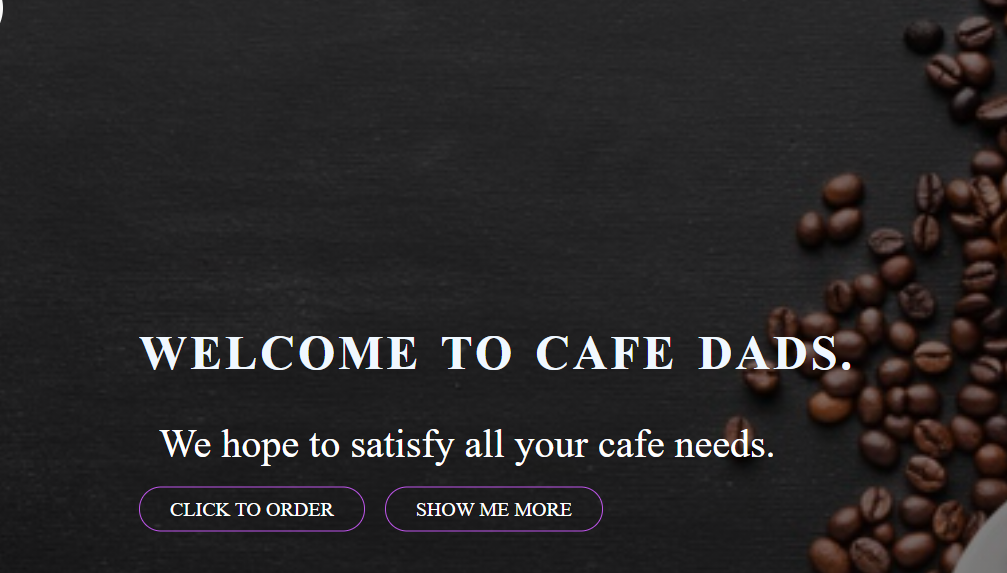 WELCOME TO CAFE DADS.
We hope to satisfy all your cafe needs.
CLICK TO ORDER
SHOW ME MORE